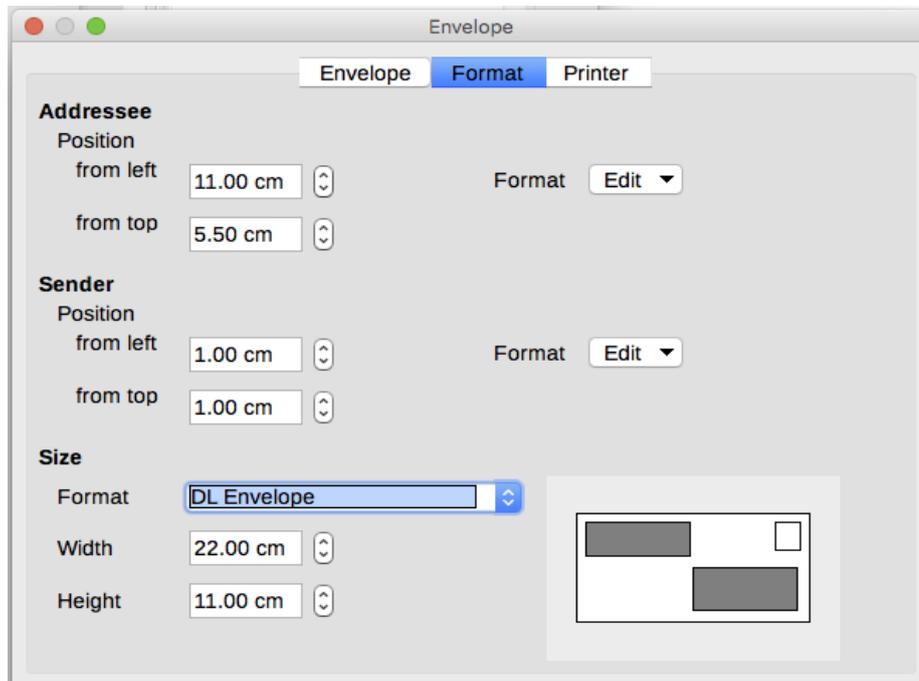 Envelope
Envelope Format Printer
Addressee
Position
from left 11.00 cm Format Edit
from top 5.50 cm
Sender
Position
from left 1.00 cm Format Edit
from top 1.00 cm
Size
Format DL Envelope
Width 22.00 cm
Height 11.00 cm